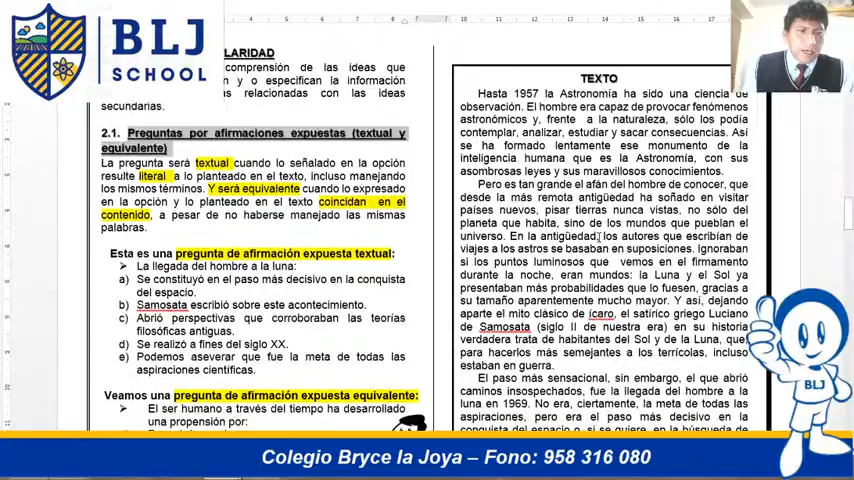 BLJ
SCHOOL
LARIDAD
comprensión de las ideas que
n y o especifican la información
as relacionadas con las ideas
secundarias.
2.1. Preguntas por afirmaciones expuestas (textual y
equivalente)
La pregunta será textual cuando lo señalado en la opción
resulte literal a lo planteado en el texto, incluso manejando
los mismos términos. Y será equivalente cuando lo expresado
en la opción y lo planteado en el texto coincidan en el
contenido, a pesar de no haberse manejado las mismas
palabras.
Esta es una pregunta de afirmación expuesta textual:
➢ La llegada del hombre a la luna:
a) Se constituyó en el paso más decisivo en la conquista
del espacio.
b) Samosata escribió sobre este acontecimiento.
c) Abrió perspectivas que corroboraban las teorías
filosóficas antiguas.
d) Se realizó a fines del siglo XX.
e) Podemos aseverar que fue la meta de todas las
aspiraciones científicas.
Veamos una pregunta de afirmación expuesta equivalente:
➢ El ser humano a través del tiempo ha desarrollado
una propensión por:
TEXTO
Hasta 1957 la Astronomía ha sido una ciencia de
observación. El hombre era capaz de provocar fenómenos
astronómicos y, frente a la naturaleza, sólo los podía
contemplar, analizar, estudiar y sacar consecuencias. Así
se ha formado lentamente ese monumento de la
inteligencia humana que es la Astronomía, con sus
asombrosas leyes y sus maravillosos conocimientos.
Pero es tan grande el afán del hombre de conocer, que
desde la más remota antigüedad ha soñado en visitar
países nuevos, pisar tierras nunca vistas, no sólo del
planeta que habita, sino de los mundos que pueblan el
universo. En la antigüedad, los autores que escribían de
viajes a los astros se basaban en suposiciones. Ignoraban
si los puntos luminosos que vemos en el firmamento
durante la noche, eran mundos: la Luna y el Sol ya
presentaban más probabilidades que lo fuesen, gracias a
su tamaño aparentemente mucho mayor. Y así, dejando
aparte el mito clásico de ícaro, el satírico griego Luciano
de Samosata (siglo II de nuestra era) en su historia
verdadera trata de habitantes del Sol y de la Luna, que
para hacerlos más semejantes a los terrícolas, incluso
estaban en guerra.
El paso más sensacional, sin embargo, el que abrió
caminos insospechados, fue la llegada del hombre a la
luna en 1969. No era, ciertamente, la meta de todas las
aspiraciones, pero era el paso más decisivo en la
conquista del espacio o, si se quiere, en la búsqueda de
BLJ
Colegio Bryce la Joya – Fono: 958 316 080